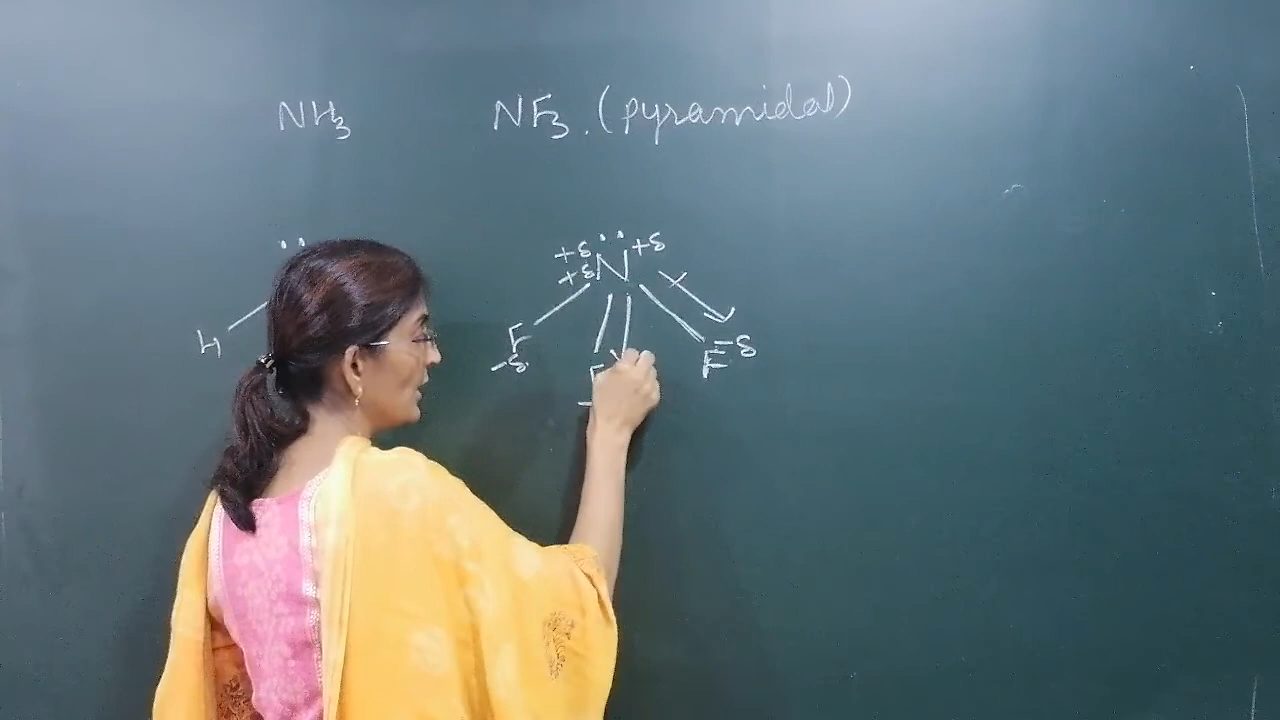 NH3 NF3. (pyramidal)
+δ N +δ
+δ
H F F -δ
-δ F